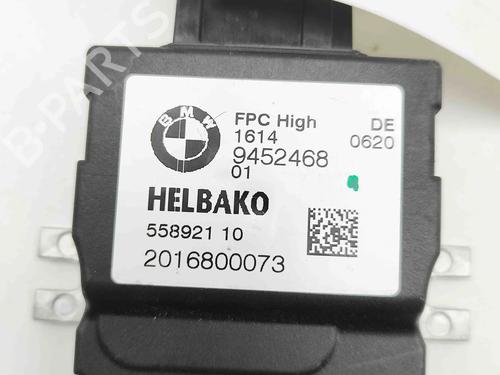 B-PARTS
BMW
FPC High DE
1614 0620
9452468
01
HELBAKO
558921 10
2016800073